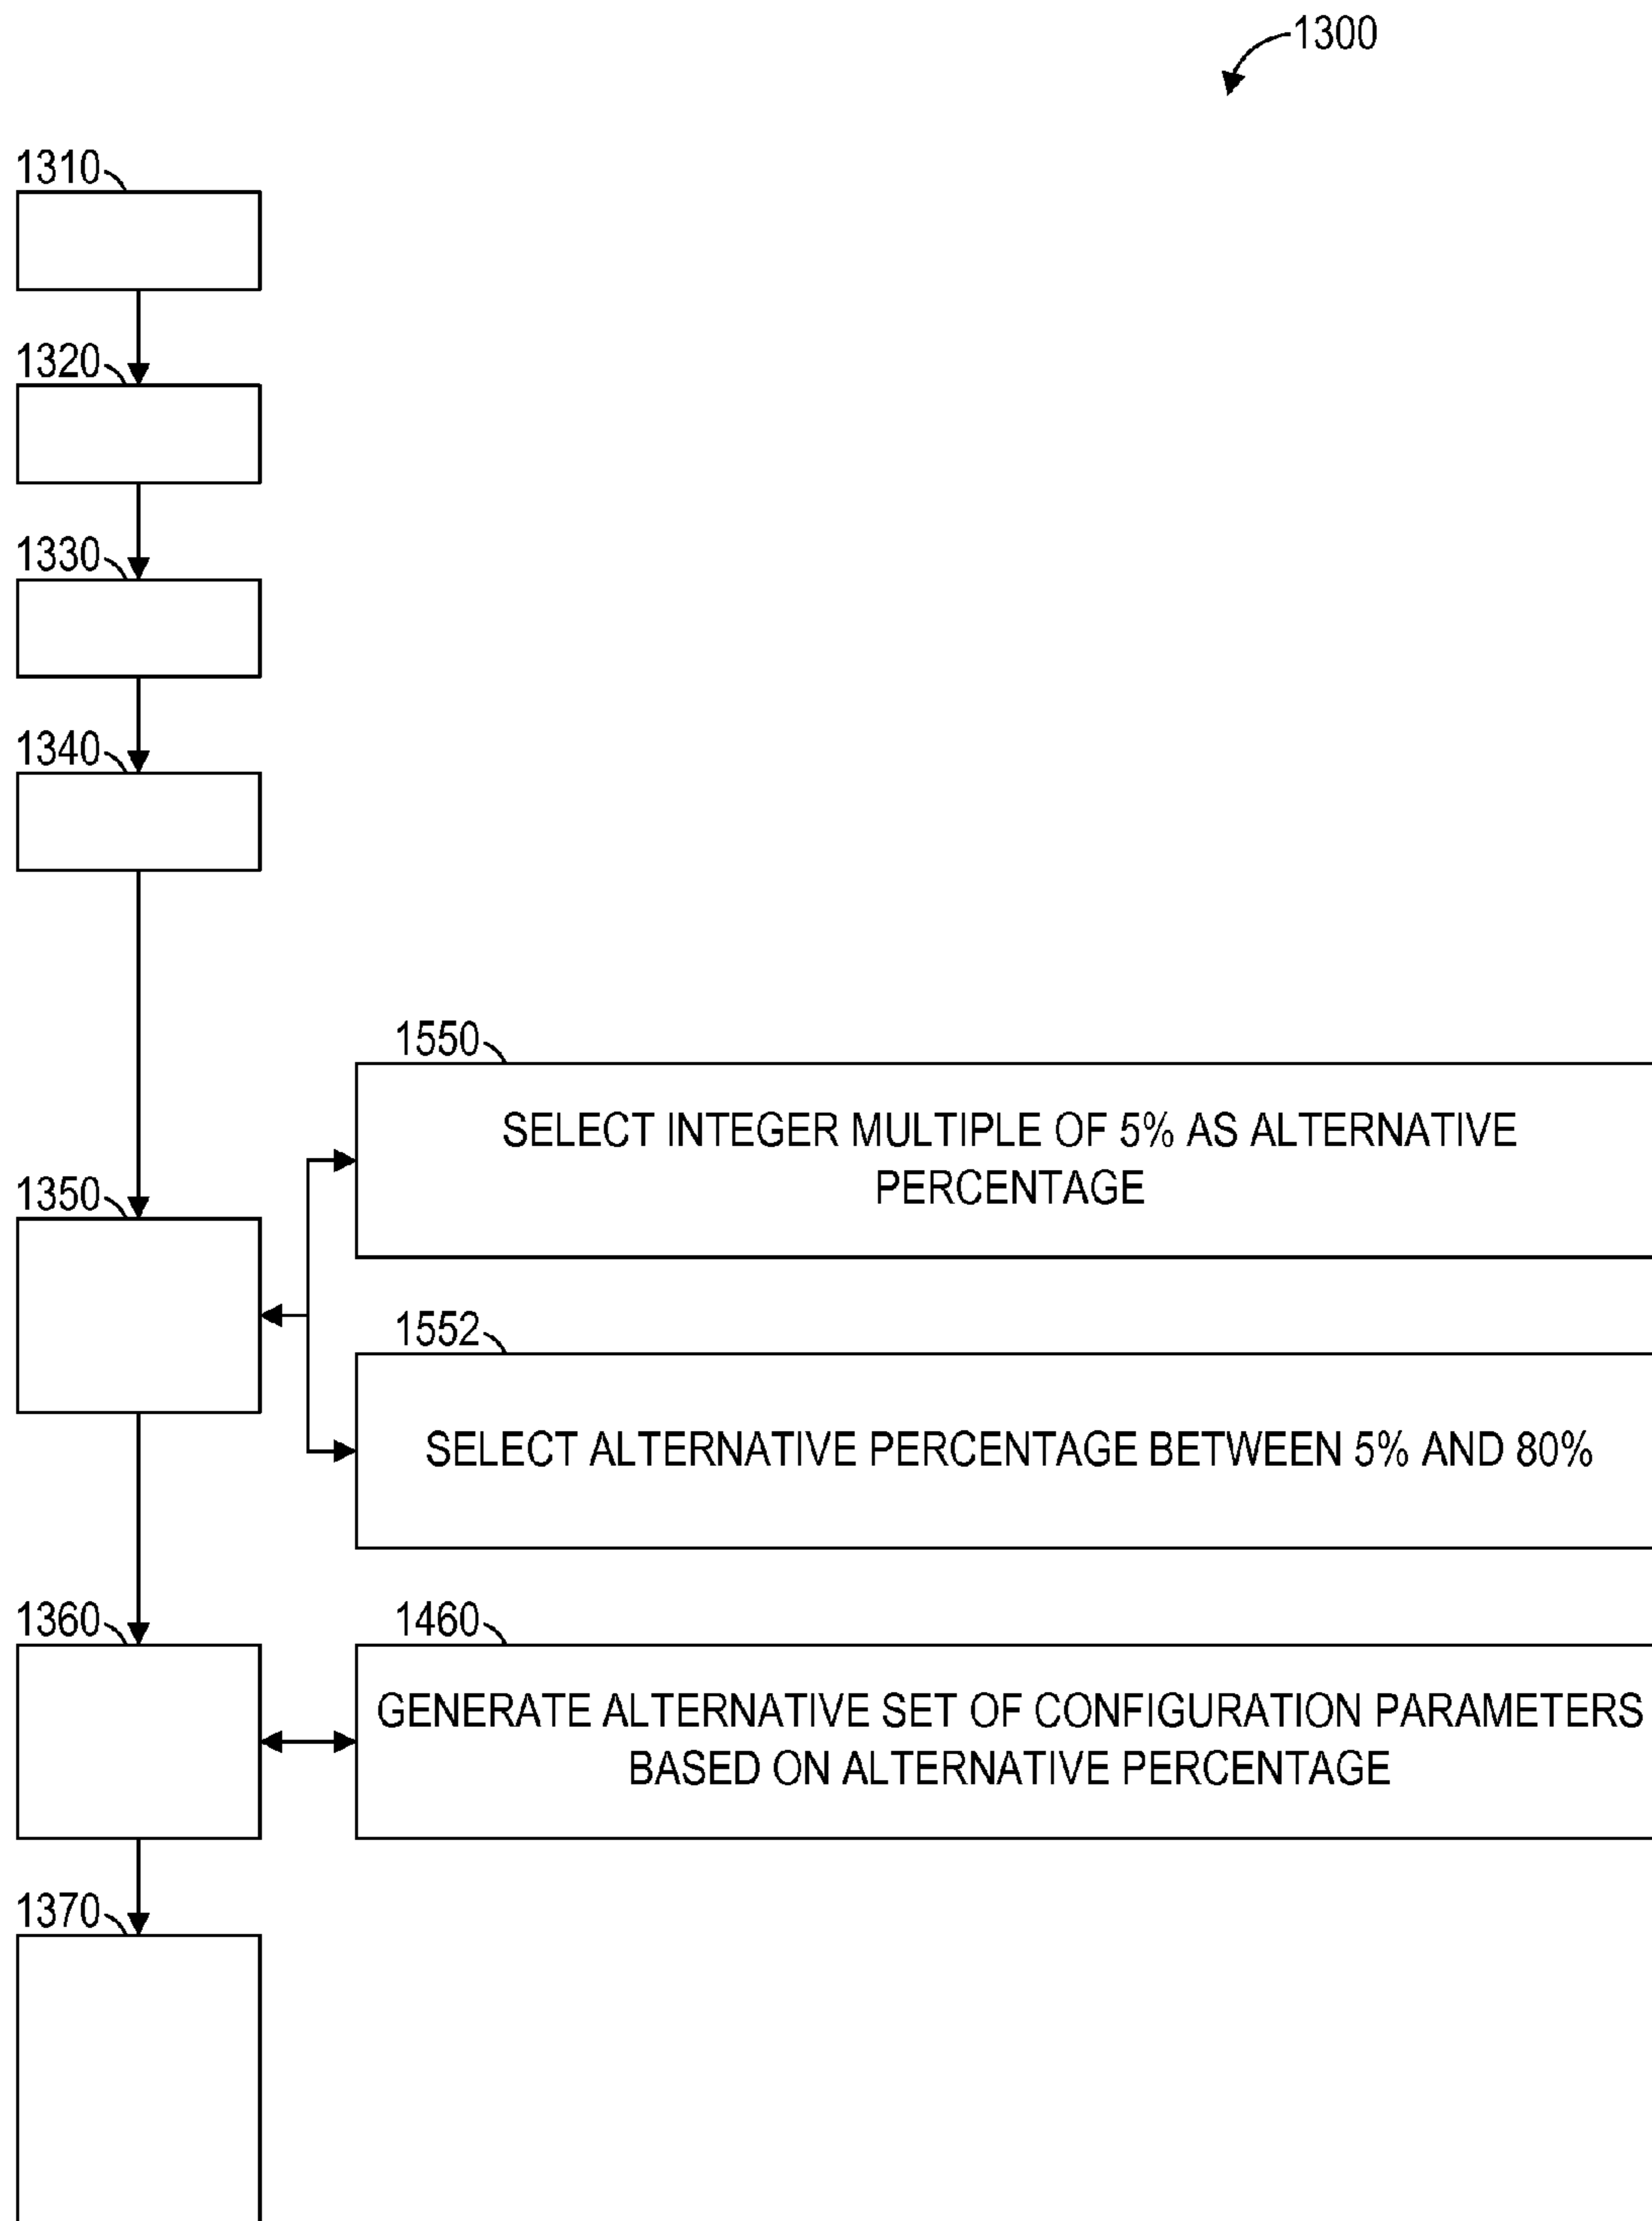 1300
1310
1320
1330
1340
1550
SELECT INTEGER MULTIPLE OF 5% AS ALTERNATIVE
PERCENTAGE
1350
1552
SELECT ALTERNATIVE PERCENTAGE BETWEEN 5% AND 80%
1360
1460
GENERATE ALTERNATIVE SET OF CONFIGURATION PARAMETERS
BASED ON ALTERNATIVE PERCENTAGE
1370